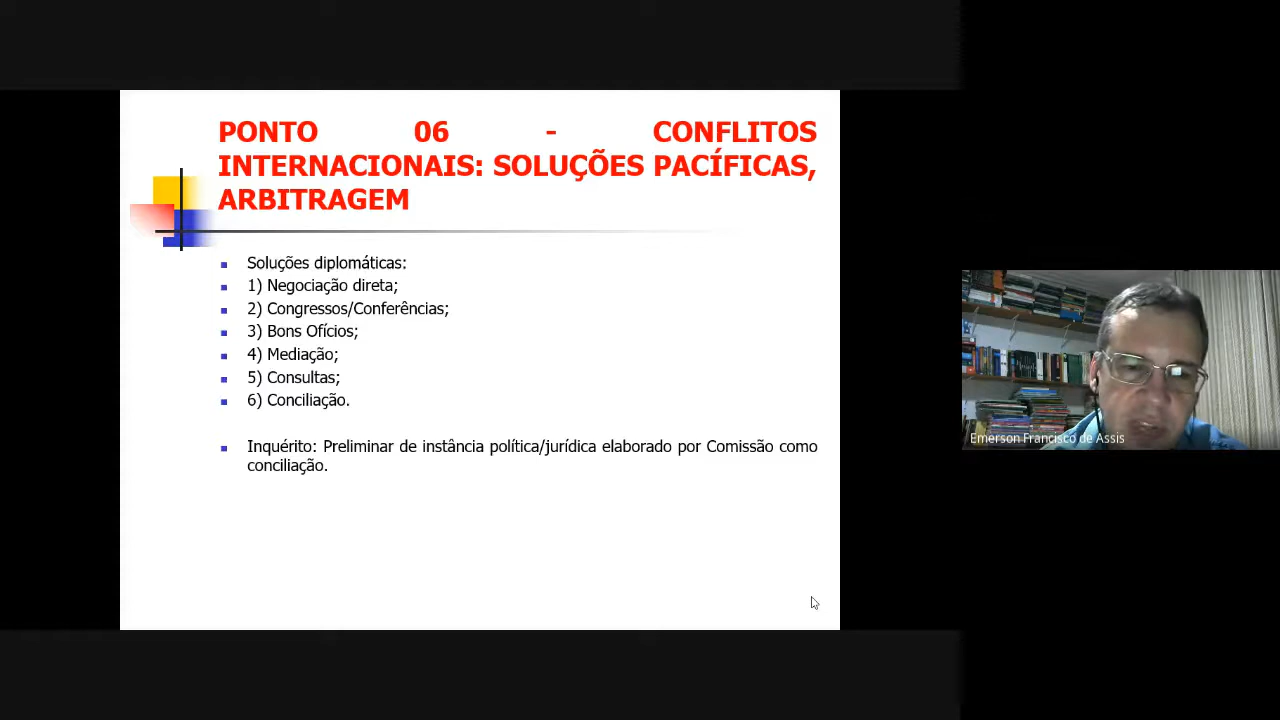 PONTO 06 - CONFLITOS
INTERNACIONAIS: SOLUÇÕES PACÍFICAS,
ARBITRAGEM
Soluções diplomáticas:
1) Negociação direta;
2) Congressos/Conferências;
3) Bons Ofícios;
4) Mediação;
5) Consultas;
6) Conciliação.
Inquérito: Preliminar de instância política/jurídica elaborado por Comissão como
conciliação.
Emerson Francisco de Assis